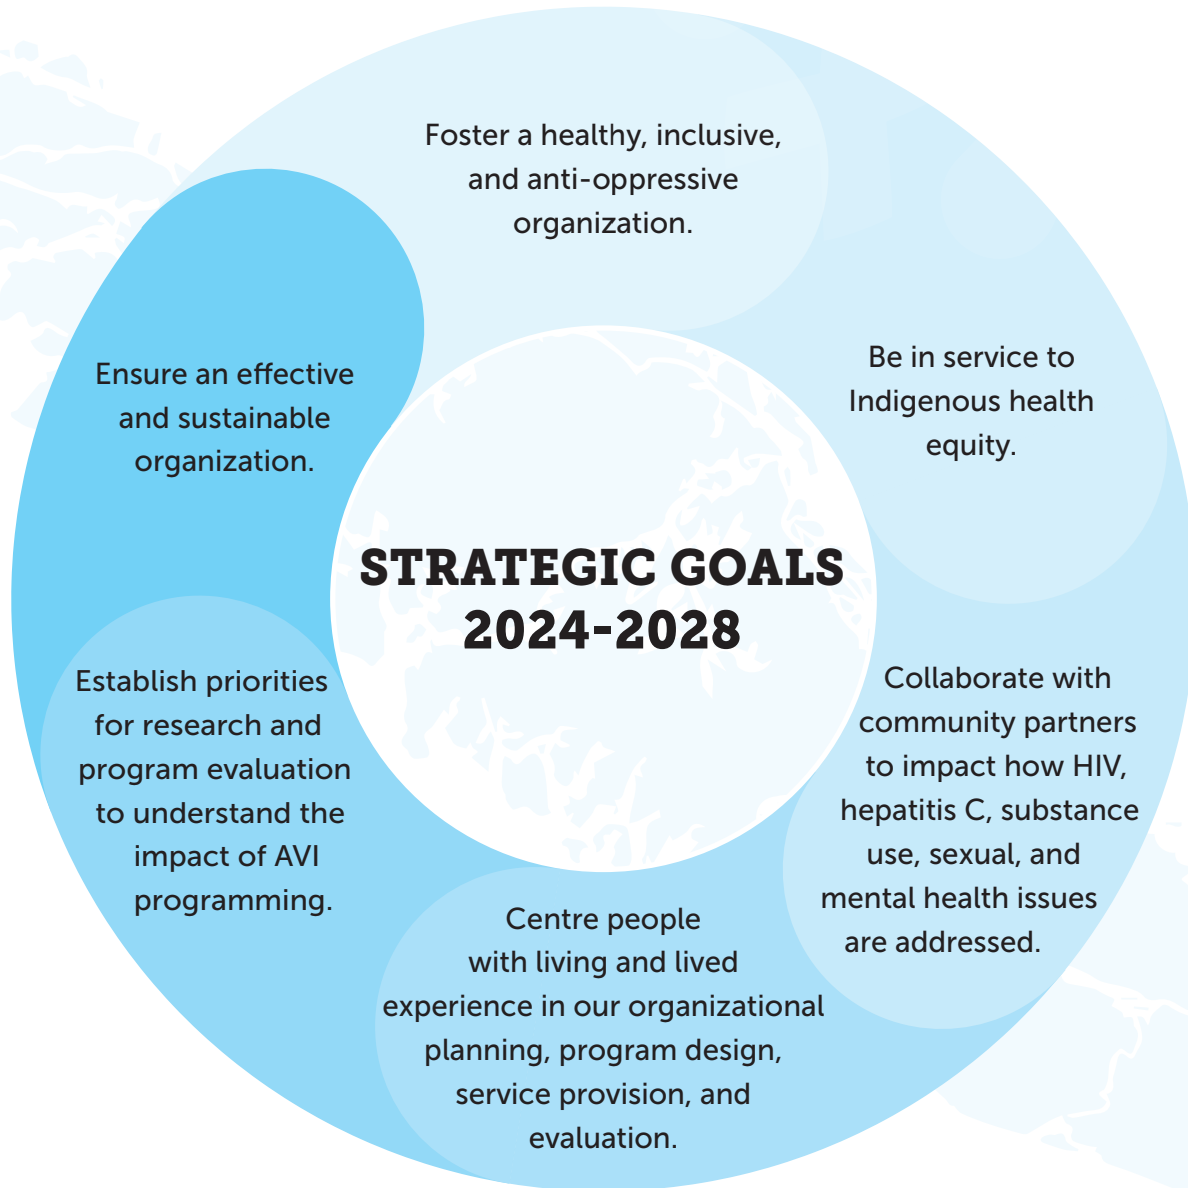 Foster a healthy, inclusive,
and anti-oppressive
organization.
Be in service to
Indigenous health
equity.
Collaborate with
community partners
to impact how HIV,
hepatitis C, substance
use, sexual, and
mental health issues
are addressed.
Centre people
with living and lived
experience in our organizational
planning, program design,
service provision, and
evaluation.
Establish priorities
for research and
program evaluation
to understand the
impact of AVI
programming.
Ensure an effective
and sustainable
organization.
STRATEGIC GOALS
2024-2028